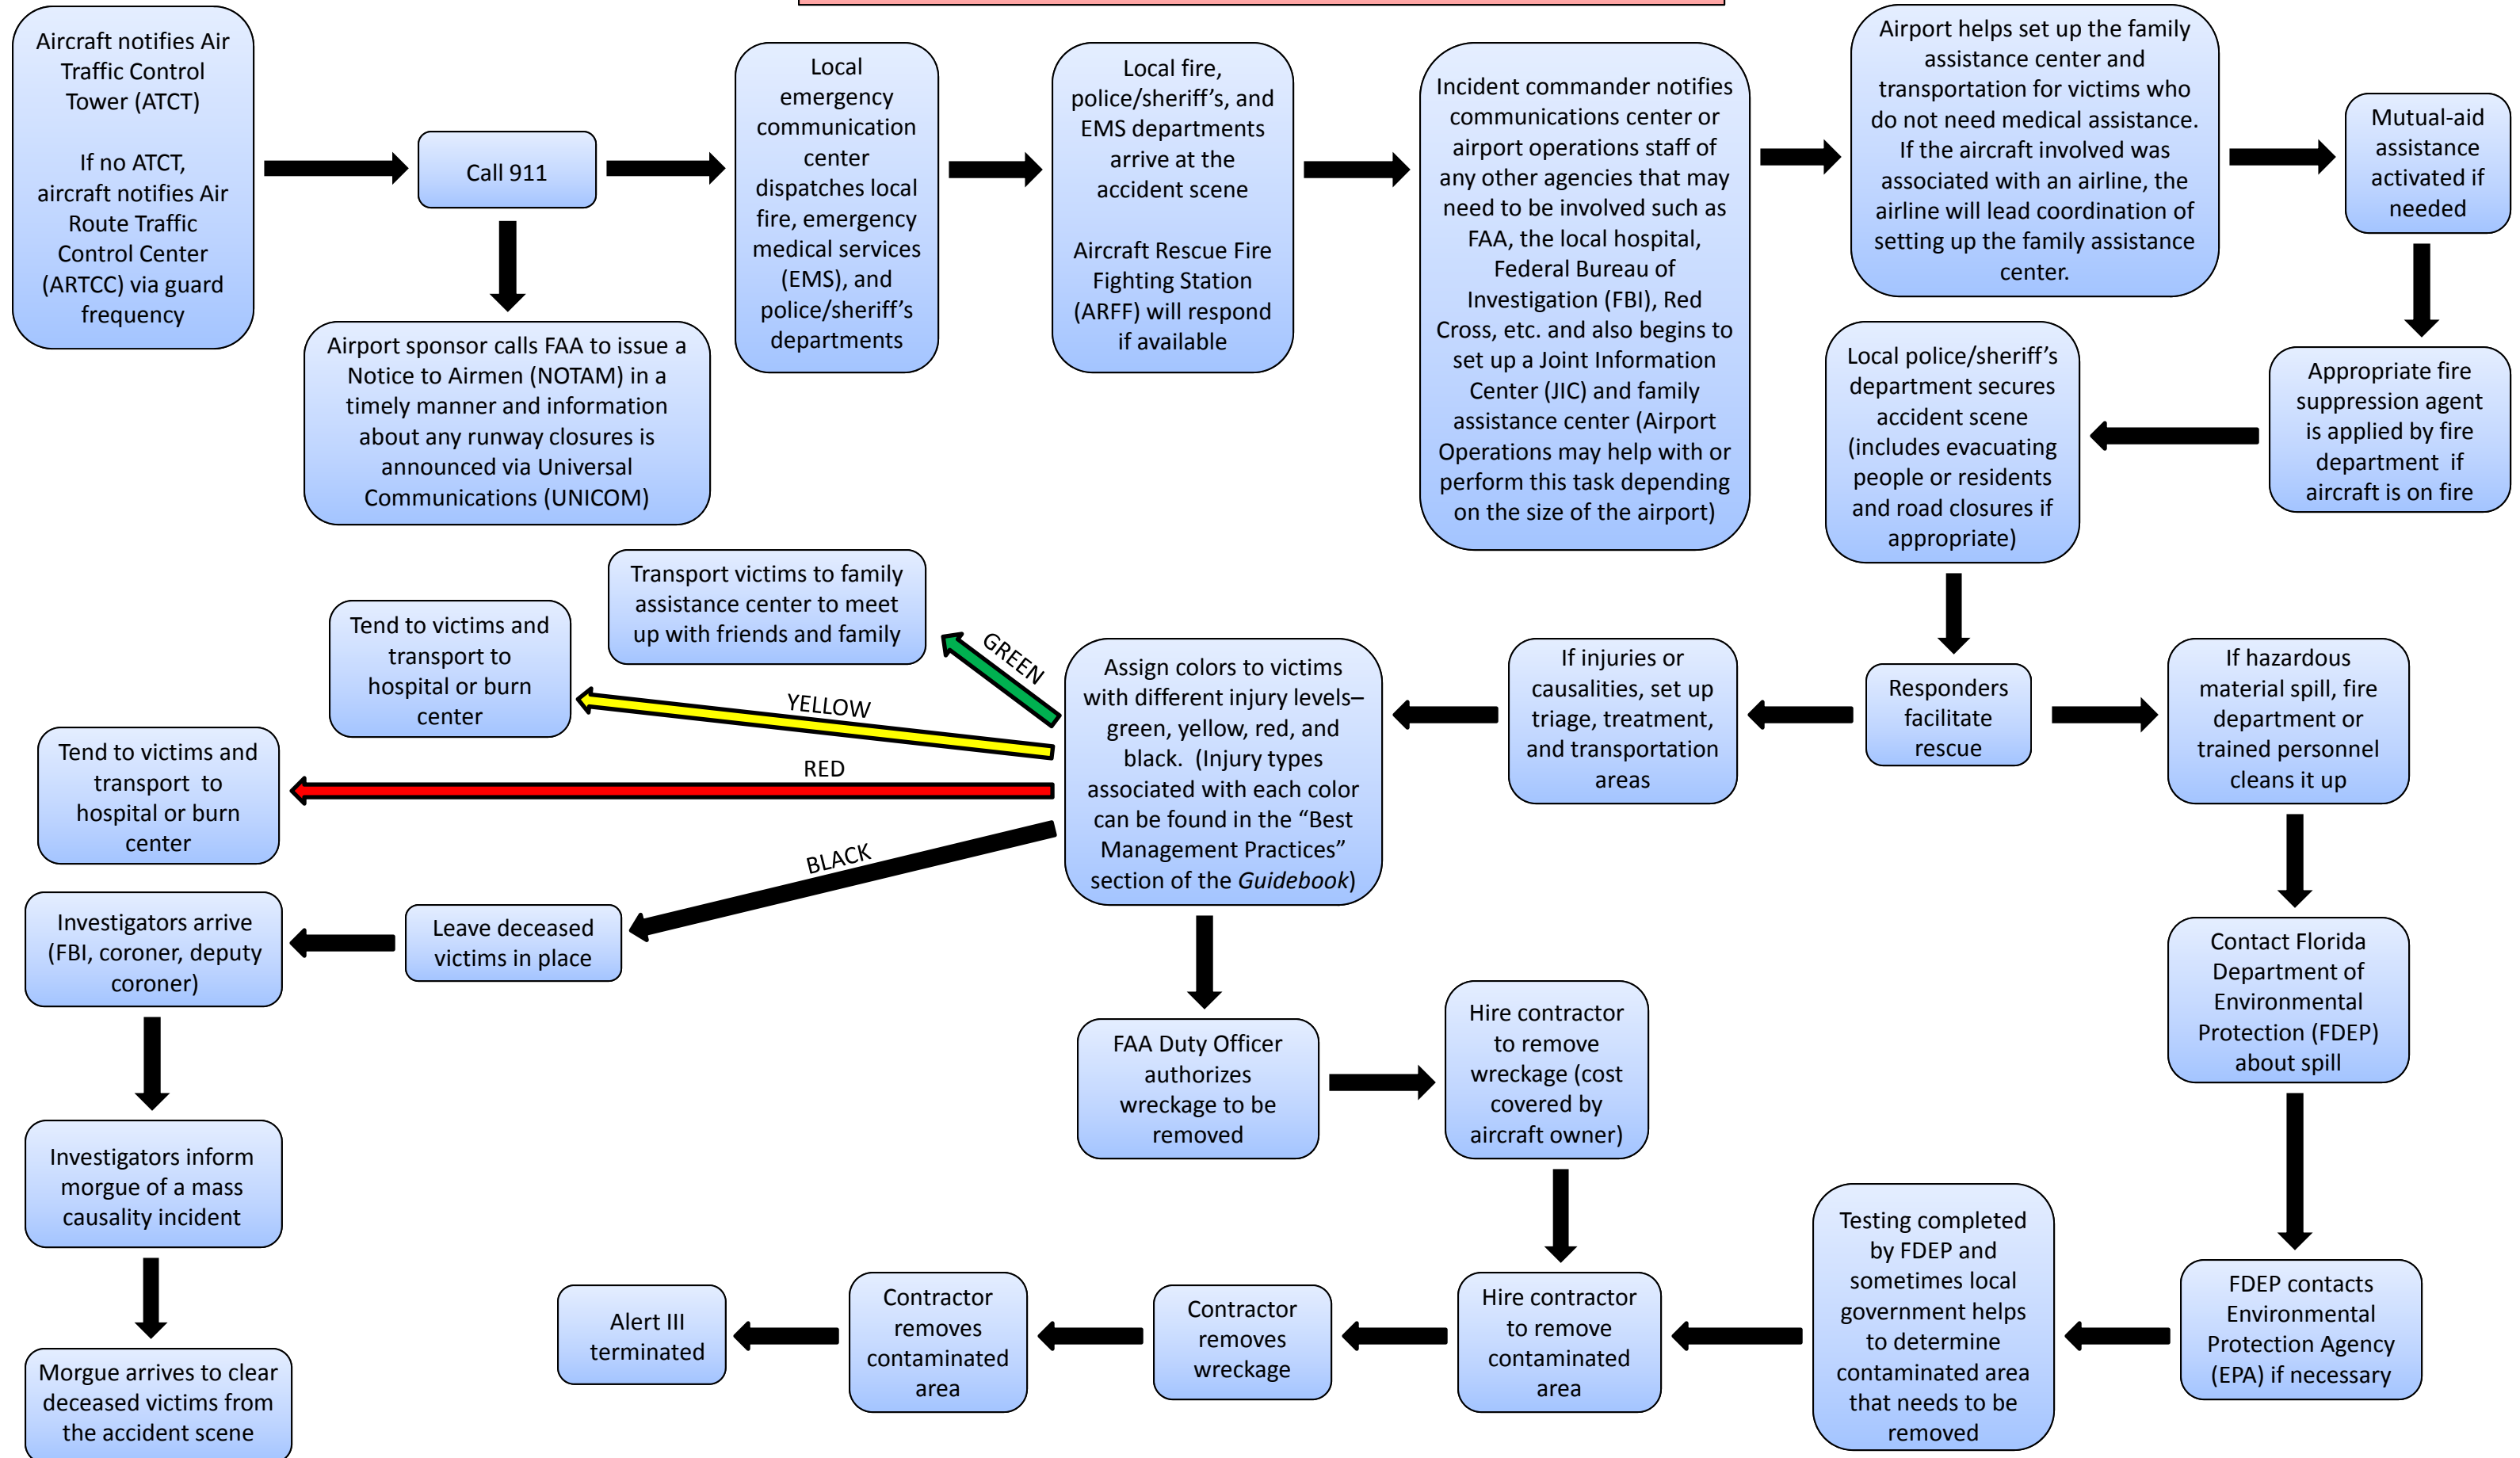 Aircraft notifies Air
Traffic Control
Tower (ATCT)
If no ATCT,
aircraft notifies Air
Route Traffic
Control Center
(ARTCC) via guard
frequency
Call 911
Airport sponsor calls FAA to issue a
Notice to Airmen (NOTAM) in a
timely manner and information
about any runway closures is
announced via Universal
Communications (UNICOM)
Local
emergency
communication
center
dispatches local
fire, emergency
medical services
(EMS), and
police/sheriff's
departments
Local fire,
police/sheriff's, and
EMS departments
arrive at the
accident scene
Aircraft Rescue Fire
Fighting Station
(ARFF) will respond
if available
Incident commander notifies
communications center or
airport operations staff of
any other agencies that may
need to be involved such as
FAA, the local hospital,
Federal Bureau of
Investigation (FBI), Red
Cross, etc. and also begins to
set up a Joint Information
Center (JIC) and family
assistance center (Airport
Operations may help with or
perform this task depending
on the size of the airport)
Airport helps set up the family
assistance center and
transportation for victims who
do not need medical assistance.
If the aircraft involved was
associated with an airline, the
airline will lead coordination of
setting up the family assistance
center.
Mutual-aid
assistance
activated if
needed
Appropriate fire
suppression agent
is applied by fire
department if
aircraft is on fire
Local police/sheriff's
department secures
accident scene
(includes evacuating
people or residents
and road closures if
appropriate)
Responders
facilitate
rescue
If injuries or
causalities, set up
triage, treatment,
and transportation
areas
Assign colors to victims
with different injury levels–
green, yellow, red, and
black. (Injury types
associated with each color
can be found in the “Best
Management Practices”
section of the Guidebook)
GREEN
Transport victims to family
assistance center to meet
up with friends and family
YELLOW
Tend to victims and
transport to
hospital or burn
center
RED
Tend to victims and
transport to
hospital or burn
center
BLACK
Leave deceased
victims in place
Investigators arrive
(FBI, coroner, deputy
coroner)
Investigators inform
morgue of a mass
causality incident
Morgue arrives to clear
deceased victims from
the accident scene
FAA Duty Officer
authorizes
wreckage to be
removed
Hire contractor
to remove
wreckage (cost
covered by
aircraft owner)
If hazardous
material spill, fire
department or
trained personnel
cleans it up
Contact Florida
Department of
Environmental
Protection (FDEP)
about spill
FDEP contacts
Environmental
Protection Agency
(EPA) if necessary
Testing completed
by FDEP and
sometimes local
government helps
to determine
contaminated area
that needs to be
removed
Hire contractor
to remove
contaminated
area
Contractor
removes
wreckage
Contractor
removes
contaminated
area
Alert III
terminated